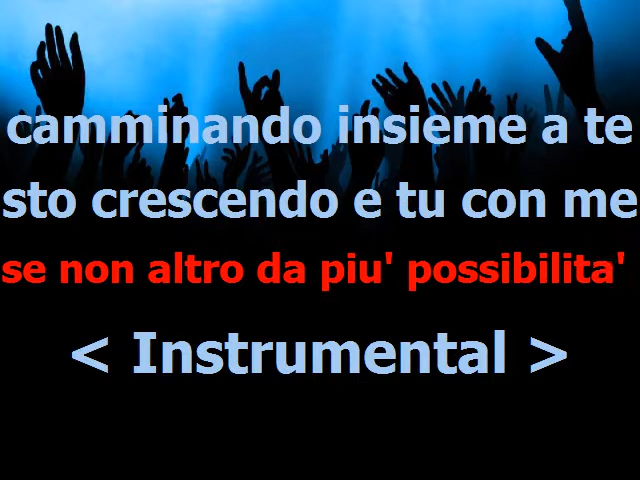 camminando insieme a te
sto crescendo e tu con me
se non altro da piu' possibilita'
< Instrumental >